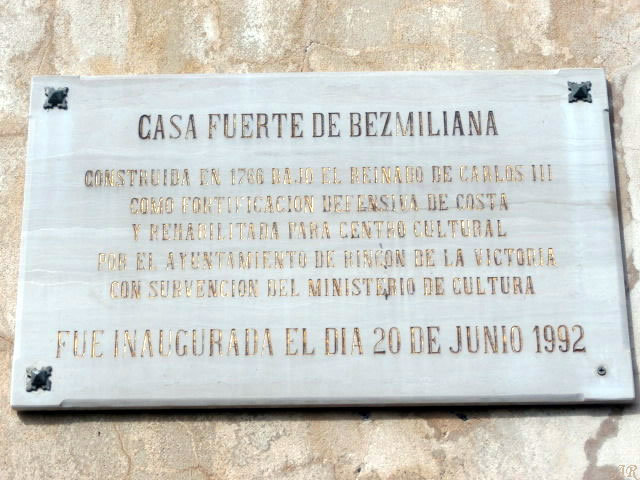 CASA FUERTE DE BEZMILIANA
CONSTRUIDA EN 1766 BAJO EL REINADO DE CARLOS III
COMO FORTIFICACION DEFENSIVA DE COSTA
Y REHABILITADA PARA CENTRO CULTURAL
POR EL AYUNTAMIENTO DE RINCON DE LA VICTORIA
CON SUBVENCION DEL MINISTERIO DE CULTURA
FUE INAUGURADA EL DIA 20 DE JUNIO 1992
AR